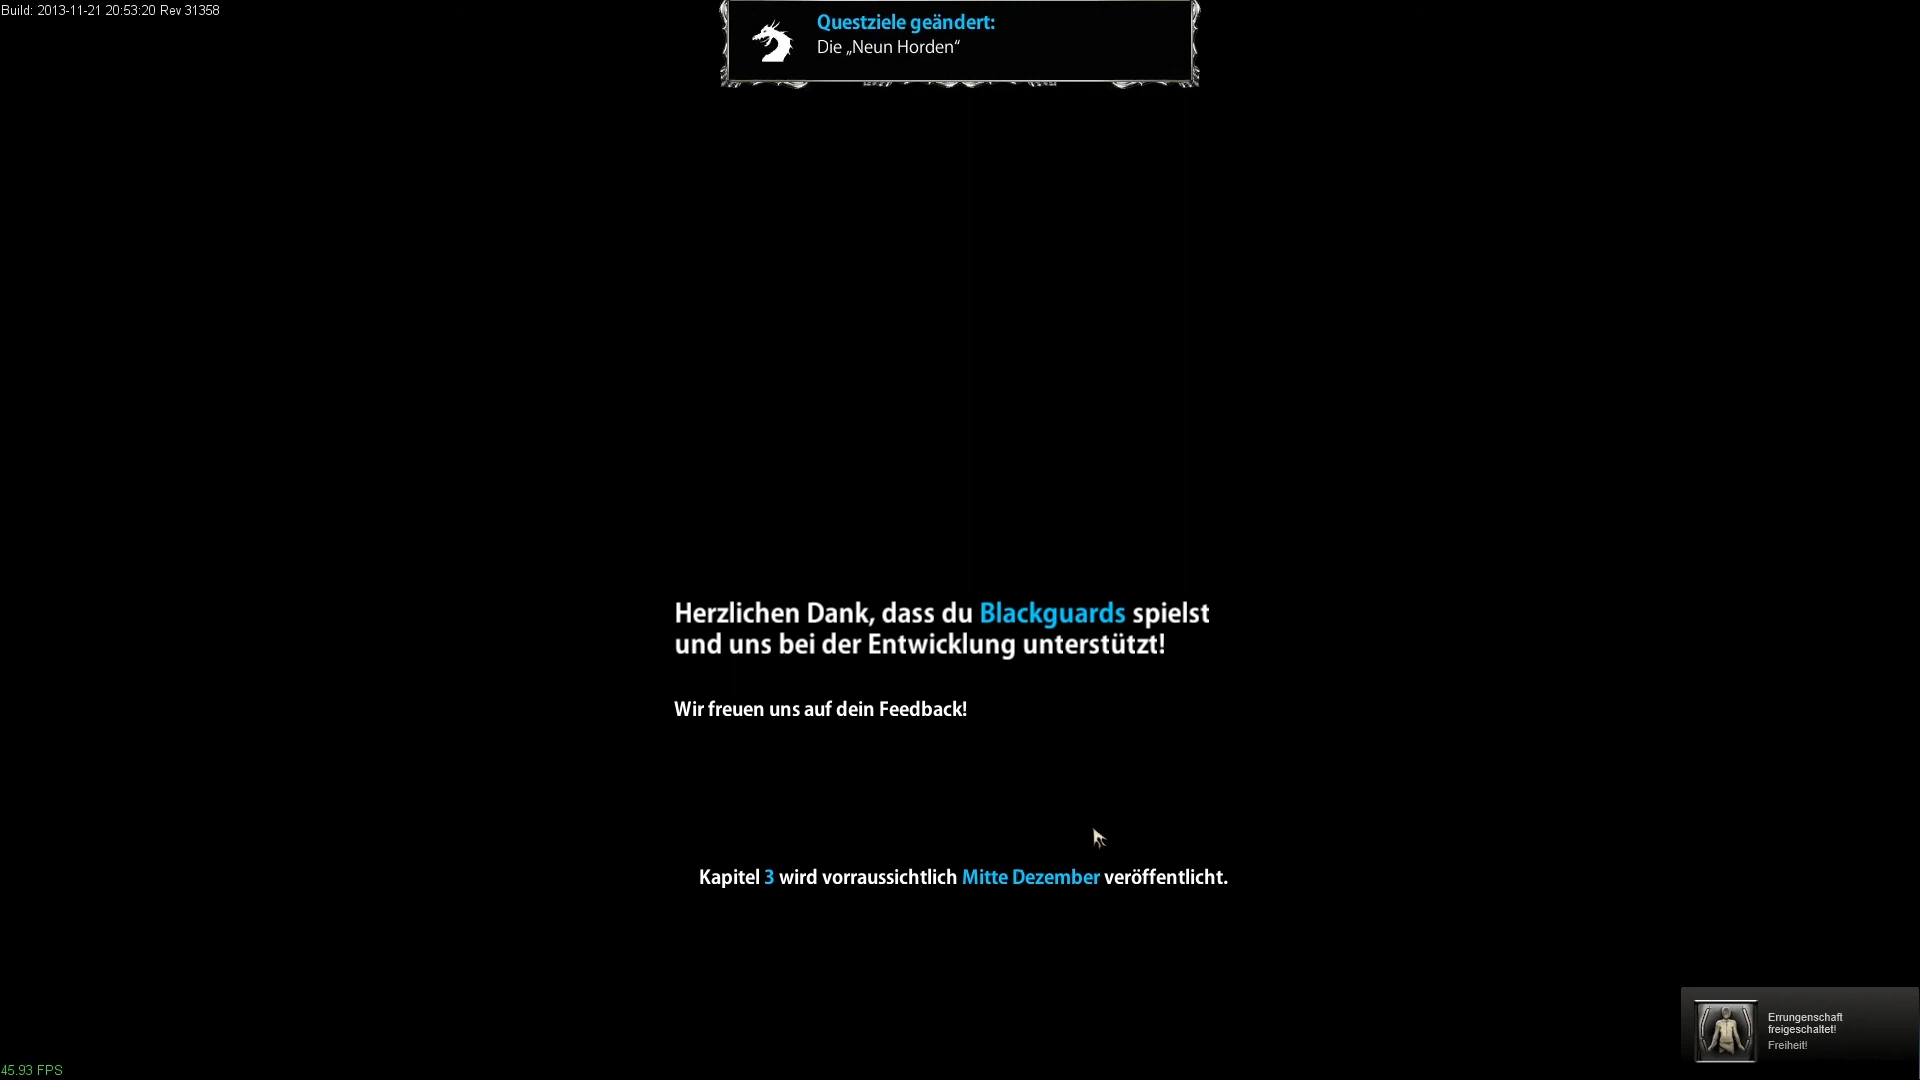 Build: 2013-11-21 20:53:20 Rev 31358
Questziele geändert:
Die „Neun Horden“
Herzlichen Dank, dass du Blackguards spielst
und uns bei der Entwicklung unterstützt!
Wir freuen uns auf dein Feedback!
Kapitel 3 wird vorraussichtlich Mitte Dezember veröffentlicht.
Errungenschaft
freigeschaltet!
Freiheit!
45.93 FPS